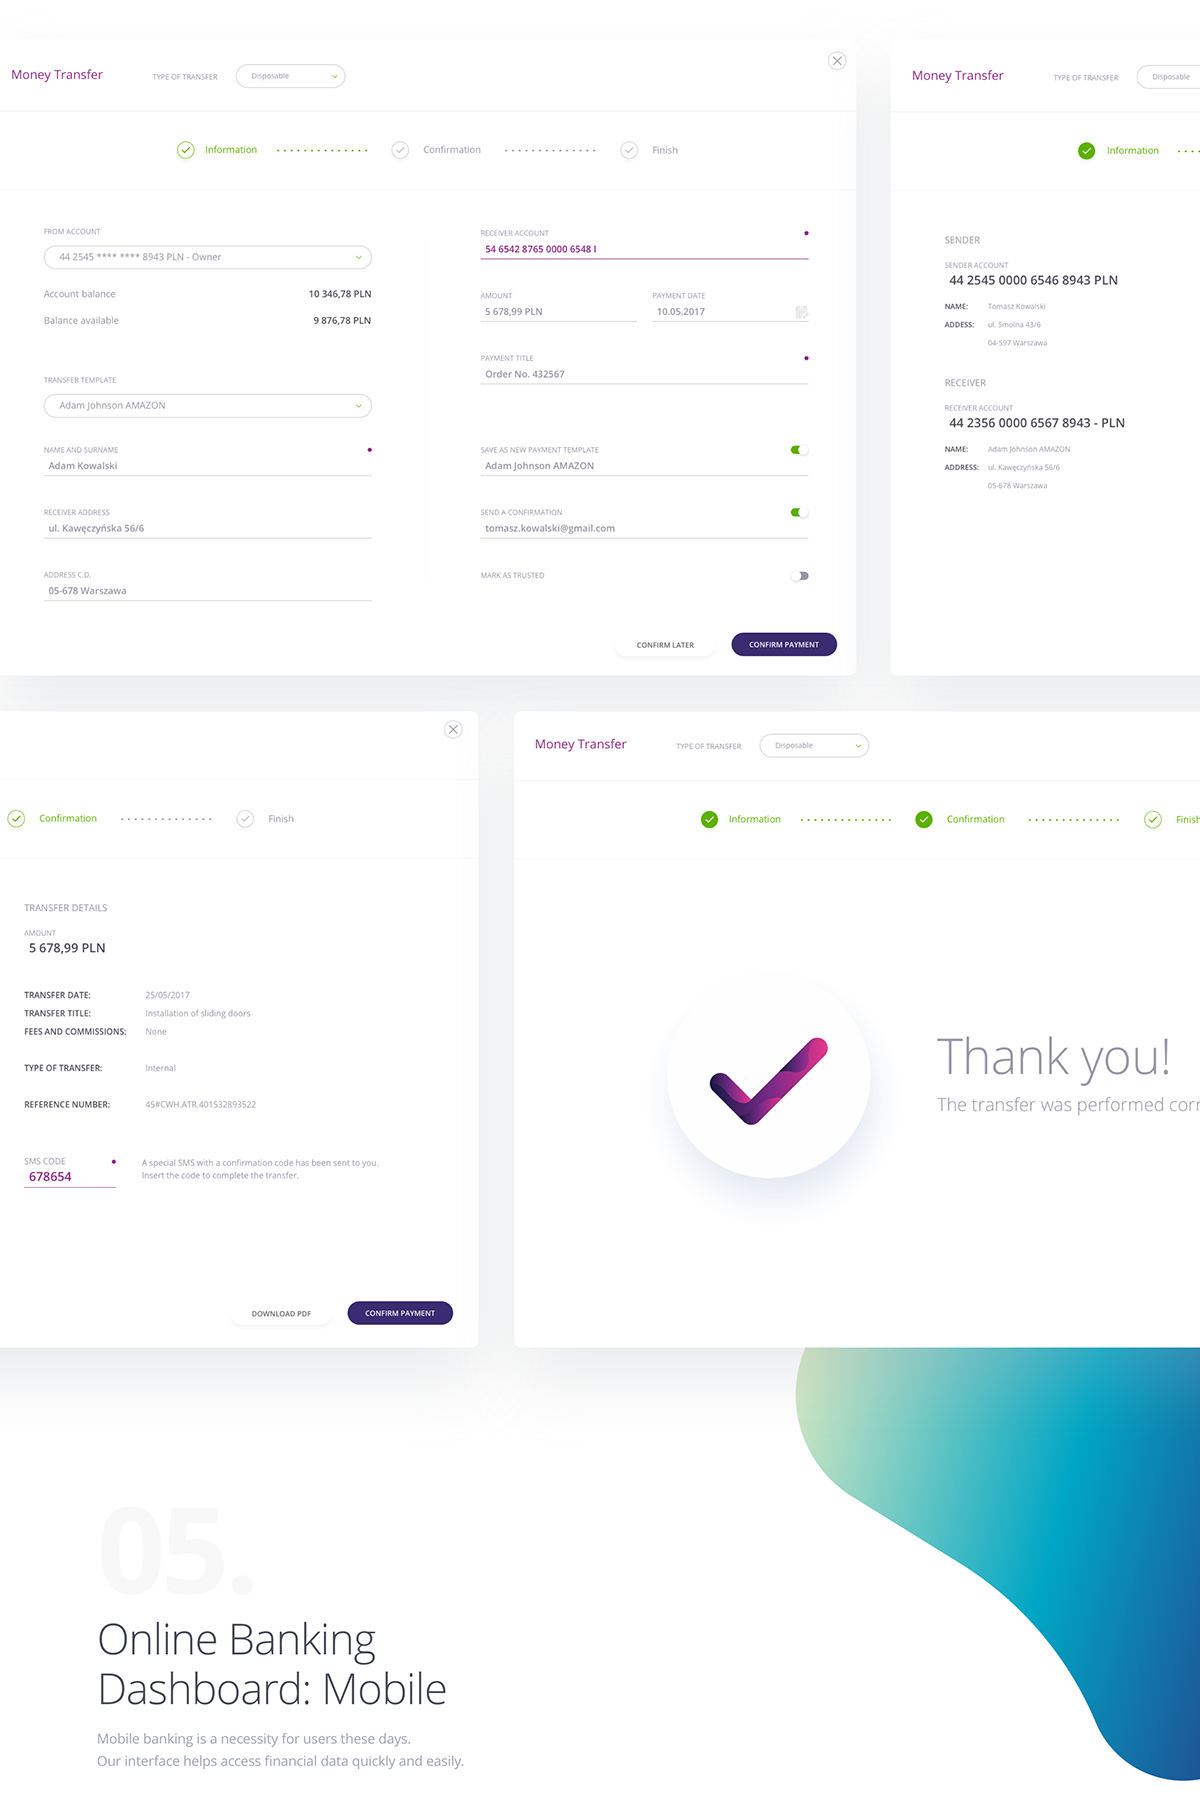 Money Transfer
TYPE OF TRANSFER
Disposable
Information
Confirmation
Finish
FROM ACCOUNT
44 2545 **** **** 8943 PLN - Owner
Account balance 10 346,78 PLN
Balance available 9 876,78 PLN
TRANSFER TEMPLATE
Adam Johnson AMAZON
NAME AND SURNAME
Adam Kowalski
RECEIVER ADDRESS
ul. Kawęczyńska 56/6
ADDRESS C.D.
05-678 Warszawa
RECEIVER ACCOUNT
54 6542 8765 0000 6548 I
AMOUNT
5 678,99 PLN
PAYMENT DATE
10.05.2017
PAYMENT TITLE
Order No. 432567
SAVE AS NEW PAYMENT TEMPLATE
Adam Johnson AMAZON
SEND A CONFIRMATION
tomasz.kowalski@gmail.com
MARK AS TRUSTED
CONFIRM LATER
CONFIRM PAYMENT
Money Transfer
TYPE OF TRANSFER
Disposable
Information
SENDER
SENDER ACCOUNT
44 2545 0000 6546 8943 PLN
NAME: Tomasz Kowalski
ADDESS: ul. Smolna 43/6
04-597 Warszawa
RECEIVER
RECEIVER ACCOUNT
44 2356 0000 6567 8943 - PLN
NAME: Adam Johnson AMAZON
ADDRESS: ul. Kawęczyńska 56/6
05-678 Warszawa
Confirmation
Finish
TRANSFER DETAILS
AMOUNT
5 678,99 PLN
TRANSFER DATE: 25/05/2017
TRANSFER TITLE: Installation of sliding doors
FEES AND COMMISSIONS: None
TYPE OF TRANSFER: Internal
REFERENCE NUMBER: 45#CWH.ATR.401532893522
SMS CODE
678654
A special SMS with a confirmation code has been sent to you.
Insert the code to complete the transfer.
DOWNLOAD PDF
CONFIRM PAYMENT
Money Transfer
TYPE OF TRANSFER
Disposable
Information
Confirmation
Finish
Thank you!
The transfer was performed corr
05.
Online Banking
Dashboard: Mobile
Mobile banking is a necessity for users these days.
Our interface helps access financial data quickly and easily.